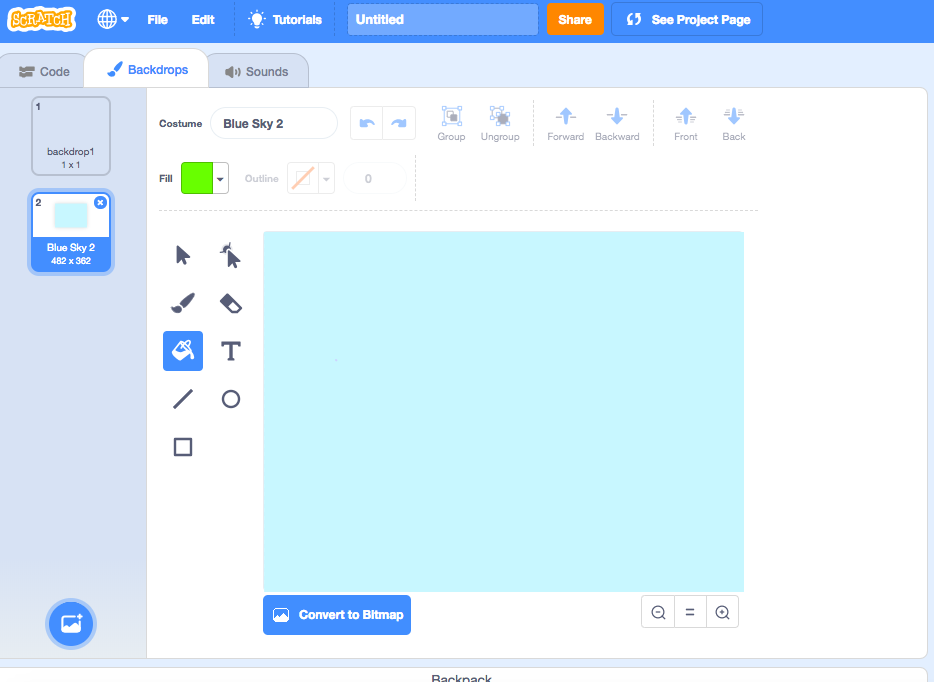 SCRATCH File Edit Tutorials Untitled Share See Project Page
Code Backdrops Sounds
1
backdrop1
1 x 1
2
Blue Sky 2
482 x 362
Costume Blue Sky 2 Group Ungroup Forward Backward Front Back
Fill Outline 0
T
Convert to Bitmap =
Backpack